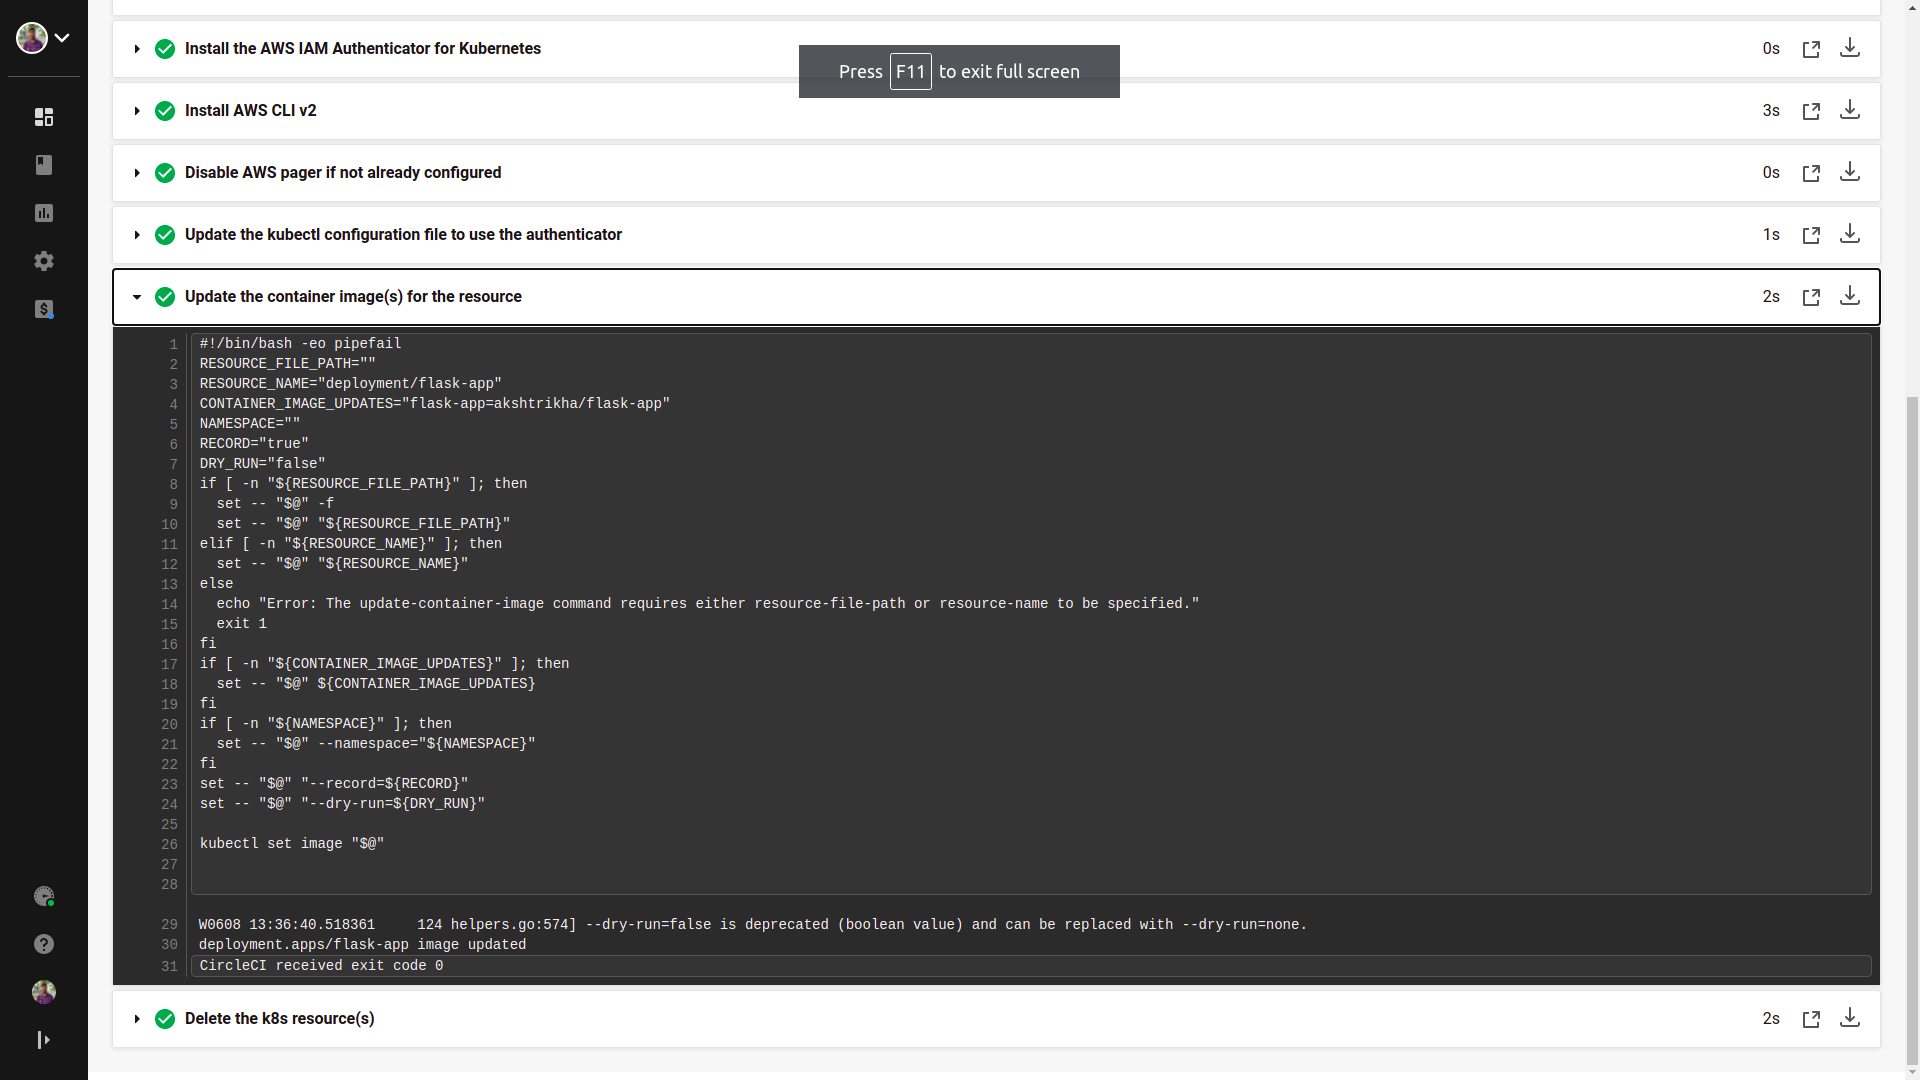 Install the AWS IAM Authenticator for Kubernetes 0s
Press F11 to exit full screen
Install AWS CLI v2 3s
Disable AWS pager if not already configured 0s
Update the kubectl configuration file to use the authenticator 1s
Update the container image(s) for the resource 2s
1 #!/bin/bash -eo pipefail
2 RESOURCE_FILE_PATH=""
3 RESOURCE_NAME="deployment/flask-app"
4 CONTAINER_IMAGE_UPDATES="flask-app=akshtrikha/flask-app"
5 NAMESPACE=""
6 RECORD="true"
7 DRY_RUN="false"
8 if [ -n "${RESOURCE_FILE_PATH}" ]; then
9   set -- "$@" -f
10   set -- "$@" "${RESOURCE_FILE_PATH}"
11 elif [ -n "${RESOURCE_NAME}" ]; then
12   set -- "$@" "${RESOURCE_NAME}"
13 else
14   echo "Error: The update-container-image command requires either resource-file-path or resource-name to be specified."
15   exit 1
16 fi
17 if [ -n "${CONTAINER_IMAGE_UPDATES}" ]; then
18   set -- "$@" ${CONTAINER_IMAGE_UPDATES}
19 fi
20 if [ -n "${NAMESPACE}" ]; then
21   set -- "$@" --namespace="${NAMESPACE}"
22 fi
23 set -- "$@" "--record=${RECORD}"
24 set -- "$@" "--dry-run=${DRY_RUN}"
25
26 kubectl set image "$@"
27
28
29 W0608 13:36:40.518361     124 helpers.go:574] --dry-run=false is deprecated (boolean value) and can be replaced with --dry-run=none.
30 deployment.apps/flask-app image updated
31 CircleCI received exit code 0
Delete the k8s resource(s) 2s